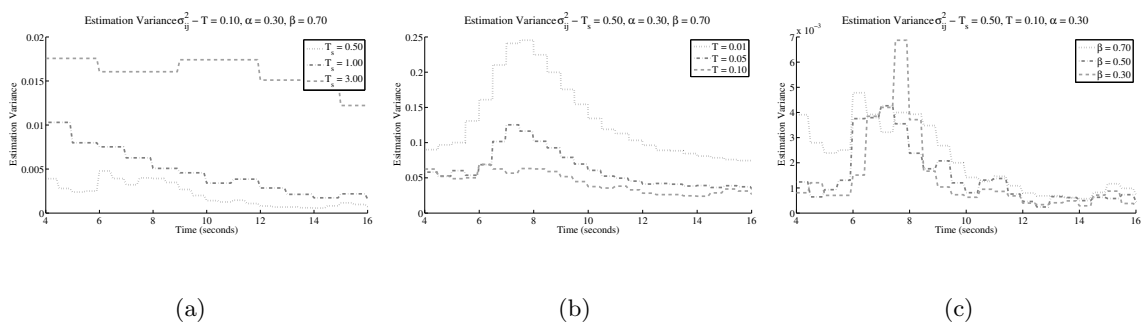 Estimation Variance σ²ᵢⱼ − T = 0.10, α = 0.30, β = 0.70
0.02
0.015
0.01
0.005
0
4 6 8 10 12 14 16
Estimation Variance
Time (seconds)
Tₛ = 0.50
Tₛ = 1.00
Tₛ = 3.00
(a)
Estimation Variance σ²ᵢⱼ − Tₛ = 0.50, α = 0.30, β = 0.70
0.25
0.20
0.15
0.10
0.05
0
4 6 8 10 12 14 16
Estimation Variance
Time (seconds)
T = 0.01
T = 0.05
T = 0.10
(b)
Estimation Variance σ²ᵢⱼ − Tₛ = 0.50, T = 0.10, α = 0.30
x 10⁻³
7
6
5
4
3
2
1
0
4 6 8 10 12 14 16
Estimation Variance
Time (seconds)
β = 0.70
β = 0.50
β = 0.30
(c)